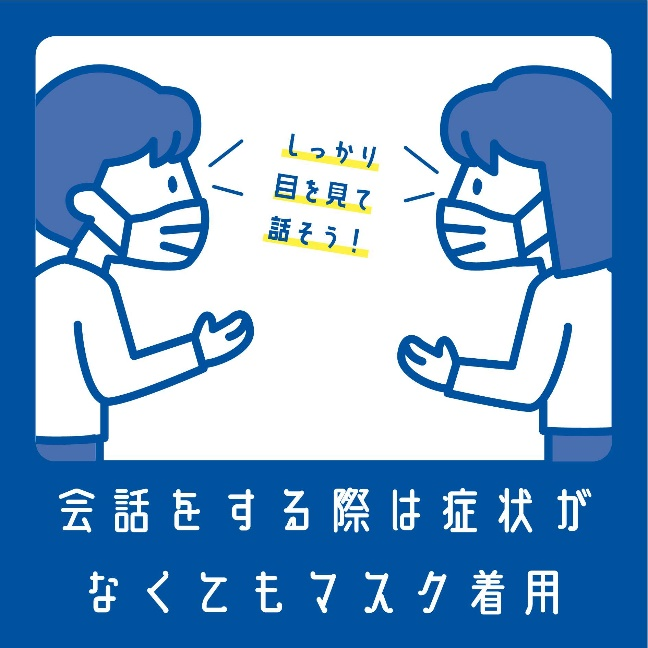 しっかり
目を見て
話そう！
会話をする際は症状が
なくてもマスク着用